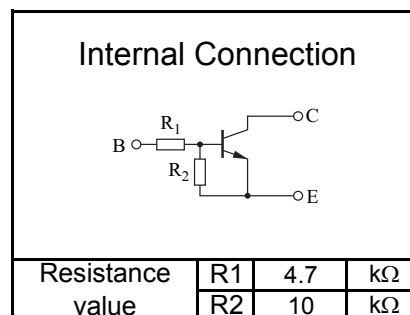 Internal Connection
C
R1
B
R2
E
Resistance value R1 4.7 kΩ
R2 10 kΩ